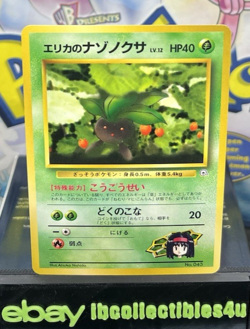 エリカのナゾノクサ LV.12 HP40
ざっそうポケモン 身長0.5m、体重5.4kg
【特殊能力】 こうごうせい
どくのこな 20
にげる
弱点
No.043
ebay lbcollectibles4u